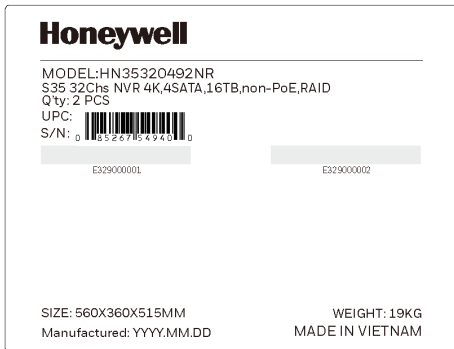 Honeywell
MODEL:HN35320492NR
S35 32Chs NVR 4K,4SATA,16TB,non-PoE,RAID
Q'ty: 2 PCS
UPC:
S/N: 0 85267 54940 0
E329000001 E329000002
SIZE: 560X360X515MM WEIGHT: 19KG
Manufactured: YYYY.MM.DD MADE IN VIETNAM